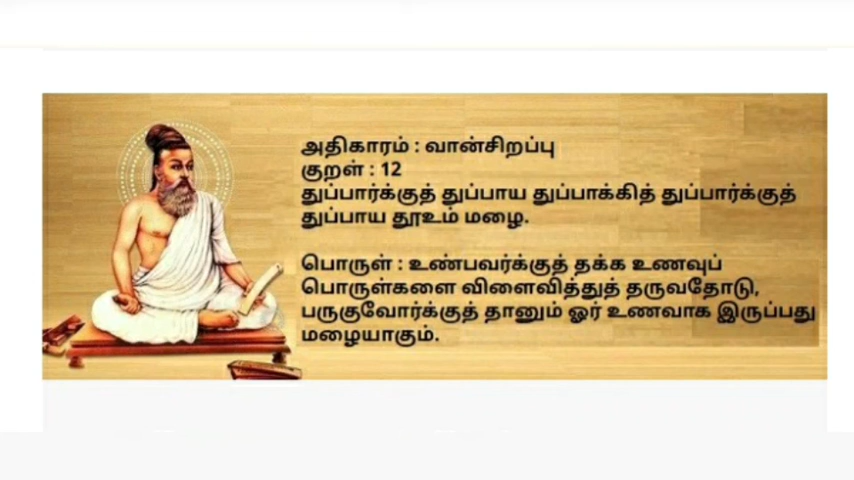 அதிகாரம் : வான்சிறப்பு
குறள் : 12
துப்பார்க்குத் துப்பாய துப்பாக்கித் துப்பார்க்குத்
துப்பாய தூஉம் மழை.
பொருள் : உண்பவர்க்குத் தக்க உணவுப்
பொருள்களை விளைவித்துத் தருவதோடு,
பருகுவோர்க்குத் தானும் ஓர் உணவாக இருப்பது
மழையாகும்.